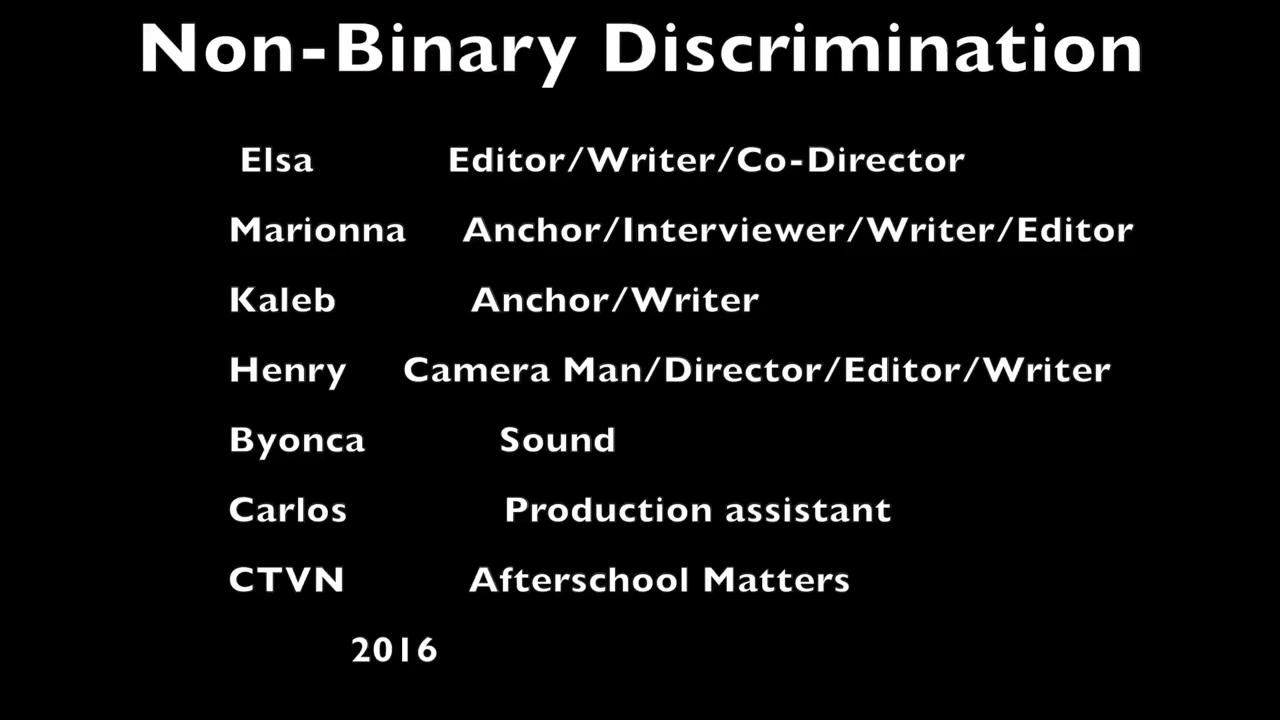 Non-Binary Discrimination
Elsa Editor/Writer/Co-Director
Marionna Anchor/Interviewer/Writer/Editor
Kaleb Anchor/Writer
Henry Camera Man/Director/Editor/Writer
Byonca Sound
Carlos Production assistant
CTVN Afterschool Matters
2016